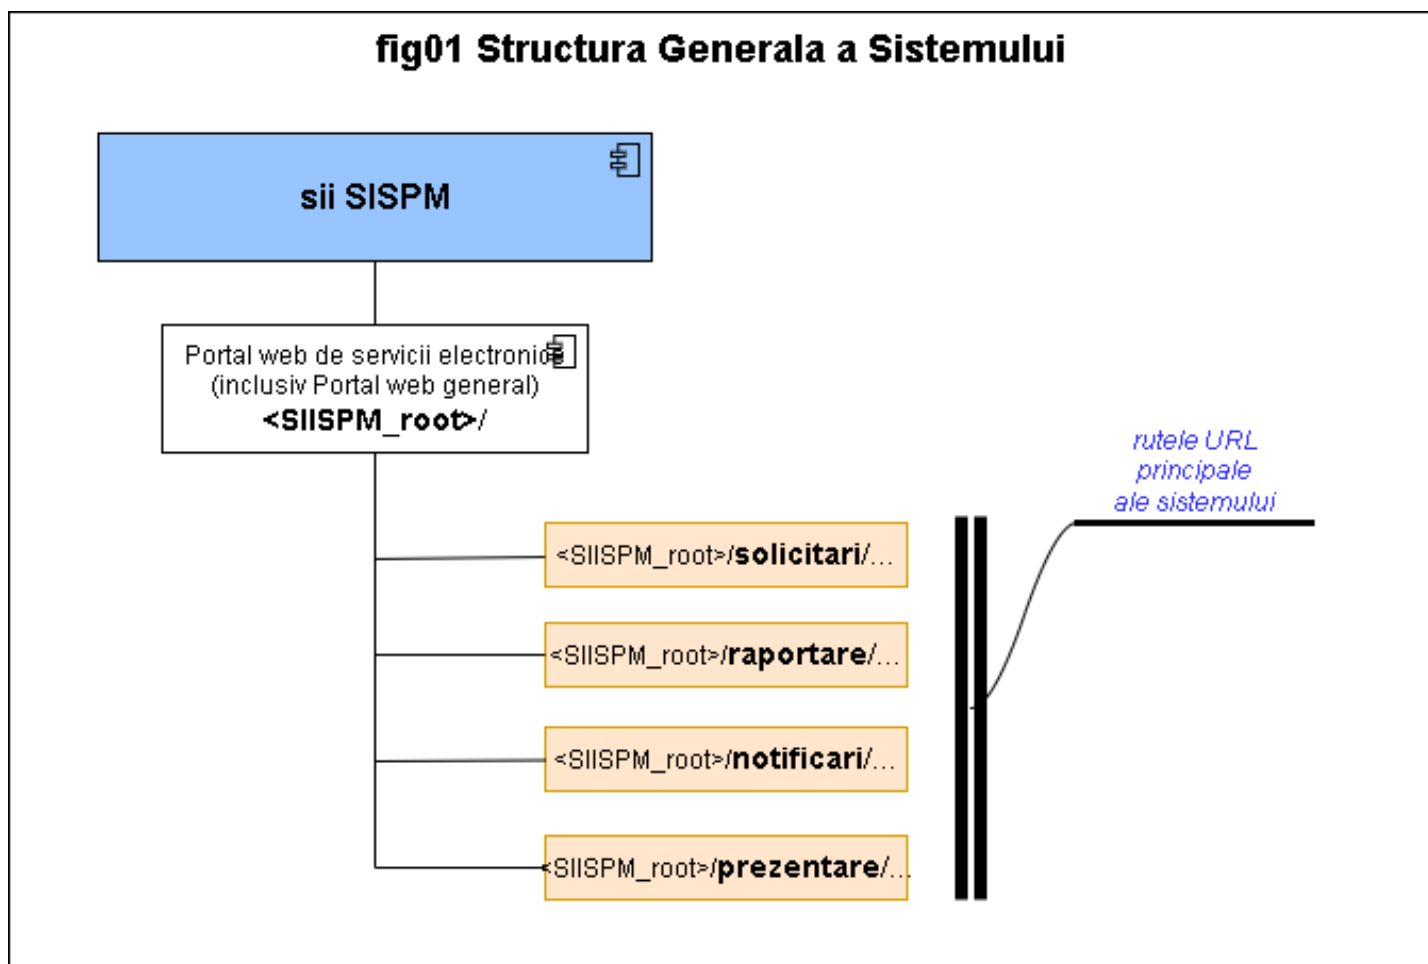 fig01 Structura Generala a Sistemului
sii SISPM
Portal web de servicii electronice
(inclusiv Portal web general)
<SIISPM_root>/
rutele URL
principale
ale sistemului
<SIISPM_root>/solicitari/...
<SIISPM_root>/raportare/...
<SIISPM_root>/notificari/...
<SIISPM_root>/prezentare/...